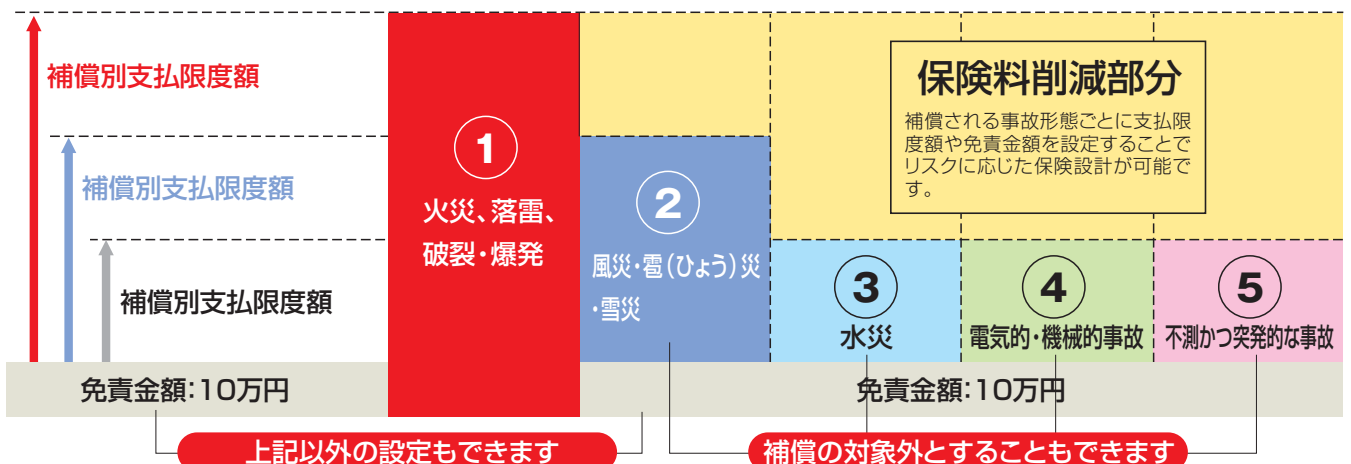 補償別支払限度額
補償別支払限度額
補償別支払限度額
①
火災、落雷、
破裂・爆発
②
風災・雹(ひょう)災
・雪災
保険料削減部分
補償される事故形態ごとに支払限
度額や免責金額を設定することで
リスクに応じた保険設計が可能で
す。
③
水災
④
電気的・機械的事故
⑤
不測かつ突発的な事故
免責金額:10万円
免責金額:10万円
上記以外の設定もできます
補償の対象外とすることもできます